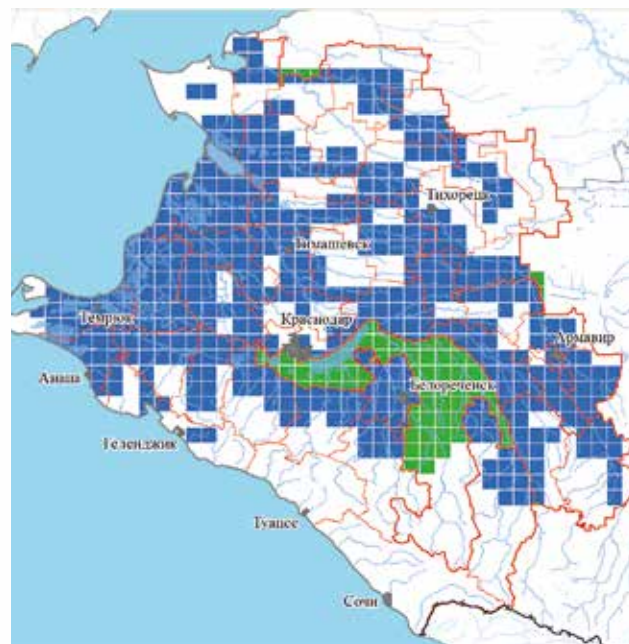 Тихорецк
Тимашевск
Темрюк
Краснодар
Армавир
Анапа
Белореченск
Геленджик
Туапсе
Сочи